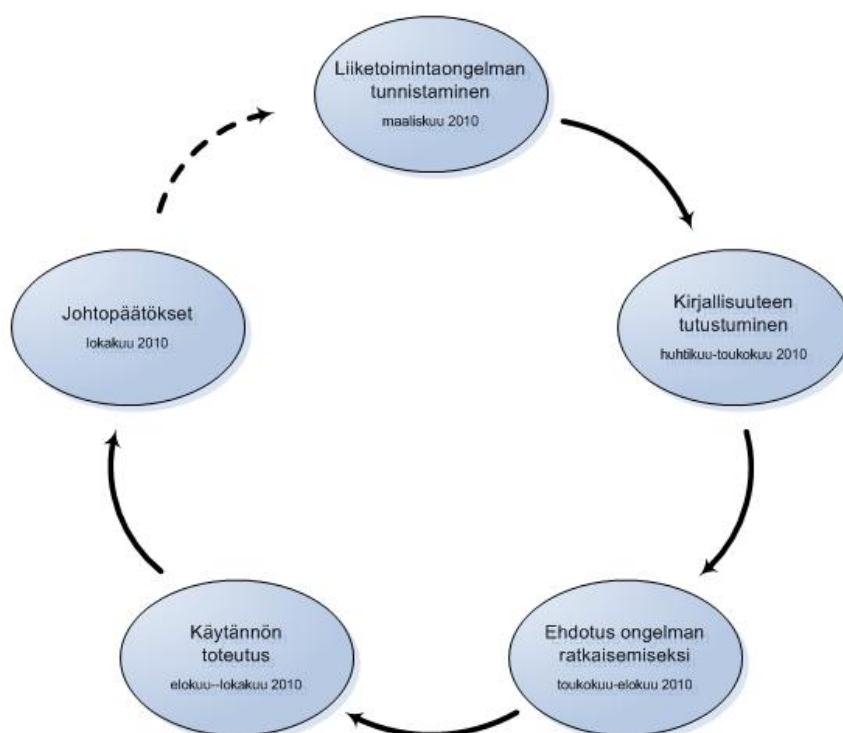 Liiketoimintaongelman
tunnistaminen
maaliskuu 2010
Kirjallisuuteen
tutustuminen
huhtikuu-toukokuu 2010
Ehdotus ongelman
ratkaisemiseksi
toukokuu-elokuu 2010
Käytännön
toteutus
elokuu--lokakuu 2010
Johtopäätökset
lokakuu 2010